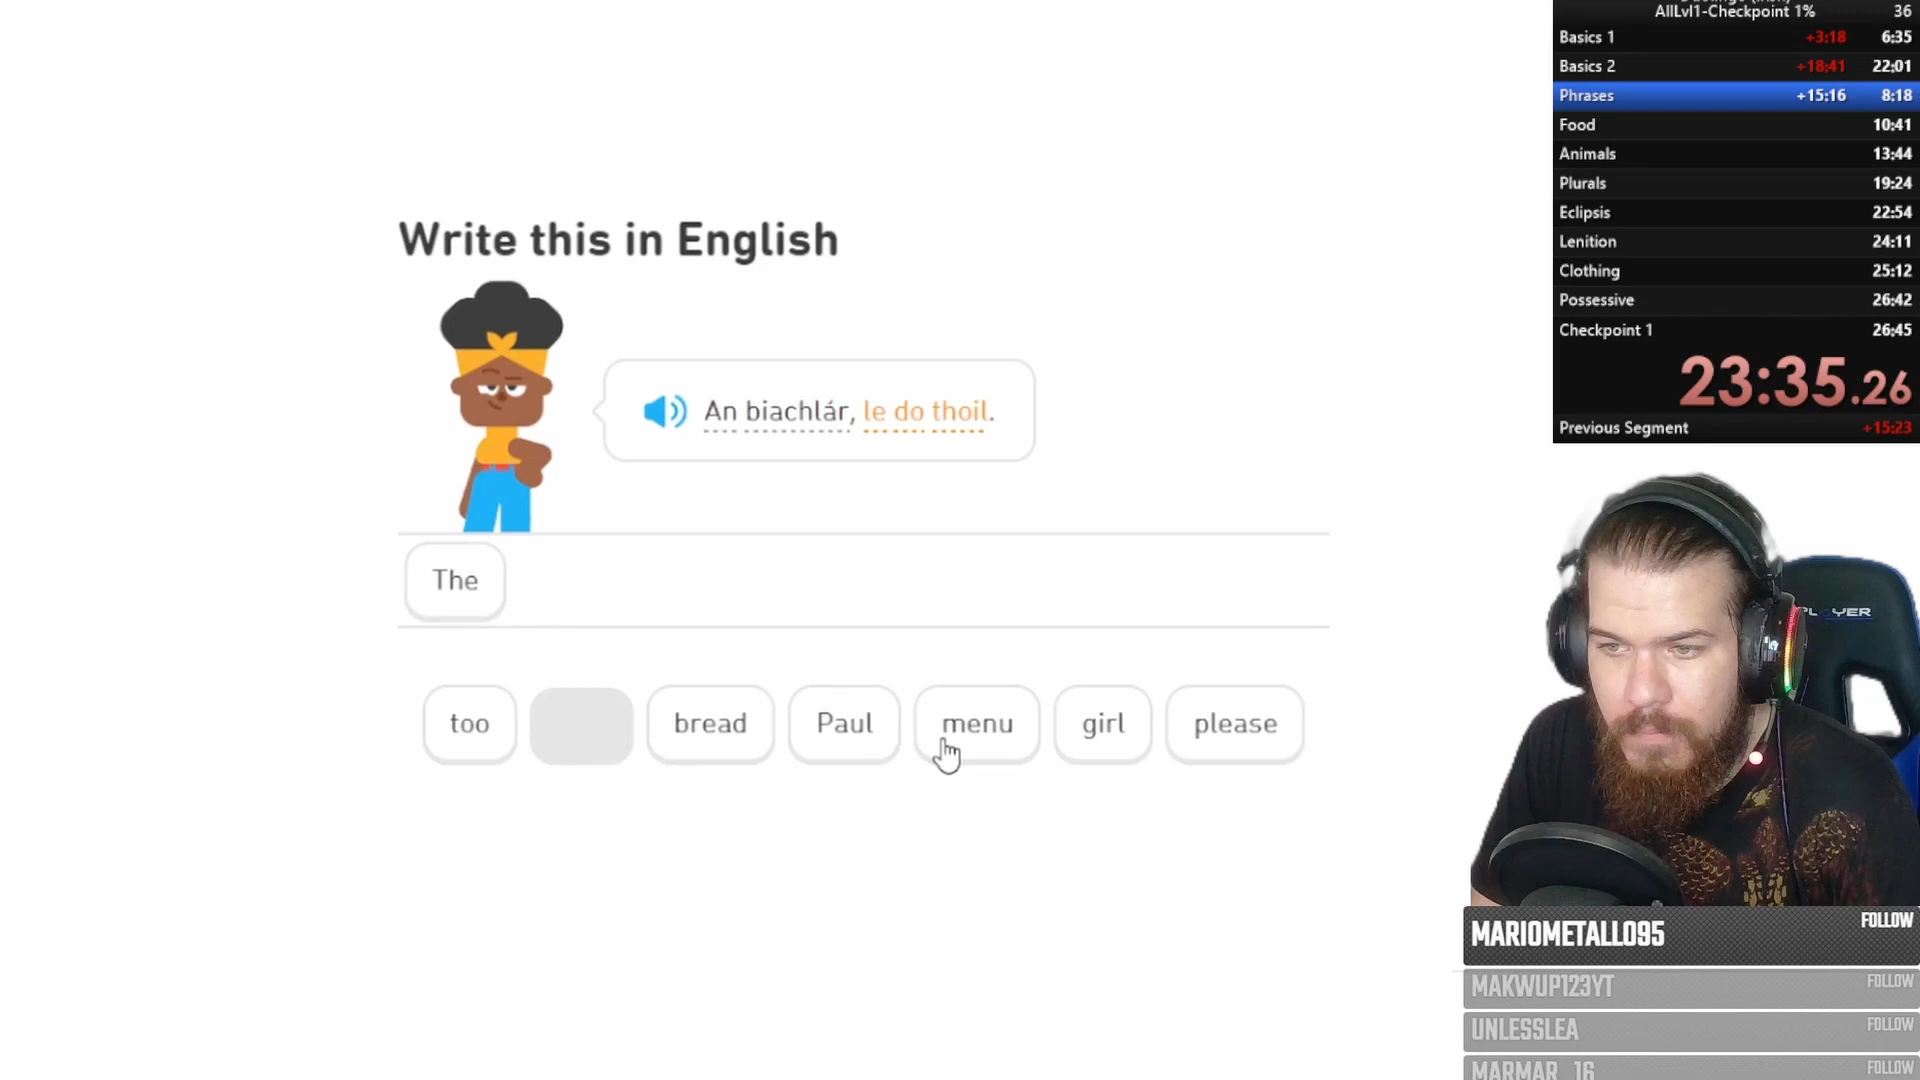 AllLvl1-Checkpoint 1% 36
Basics 1 +3:18 6:35
Basics 2 +18:41 22:01
Phrases +15:16 8:18
Food 10:41
Animals 13:44
Plurals 19:24
Eclipsis 22:54
Lenition 24:11
Clothing 25:12
Possessive 26:42
Checkpoint 1 26:45
23:35.26
Previous Segment +15:23
Write this in English
An biachlár, le do thoil.
The
too bread Paul menu girl please
MARIOMETALLO95 FOLLOW
MAKWUP123YT FOLLOW
UNLESSLEA FOLLOW
MARMAR_16 FOLLOW